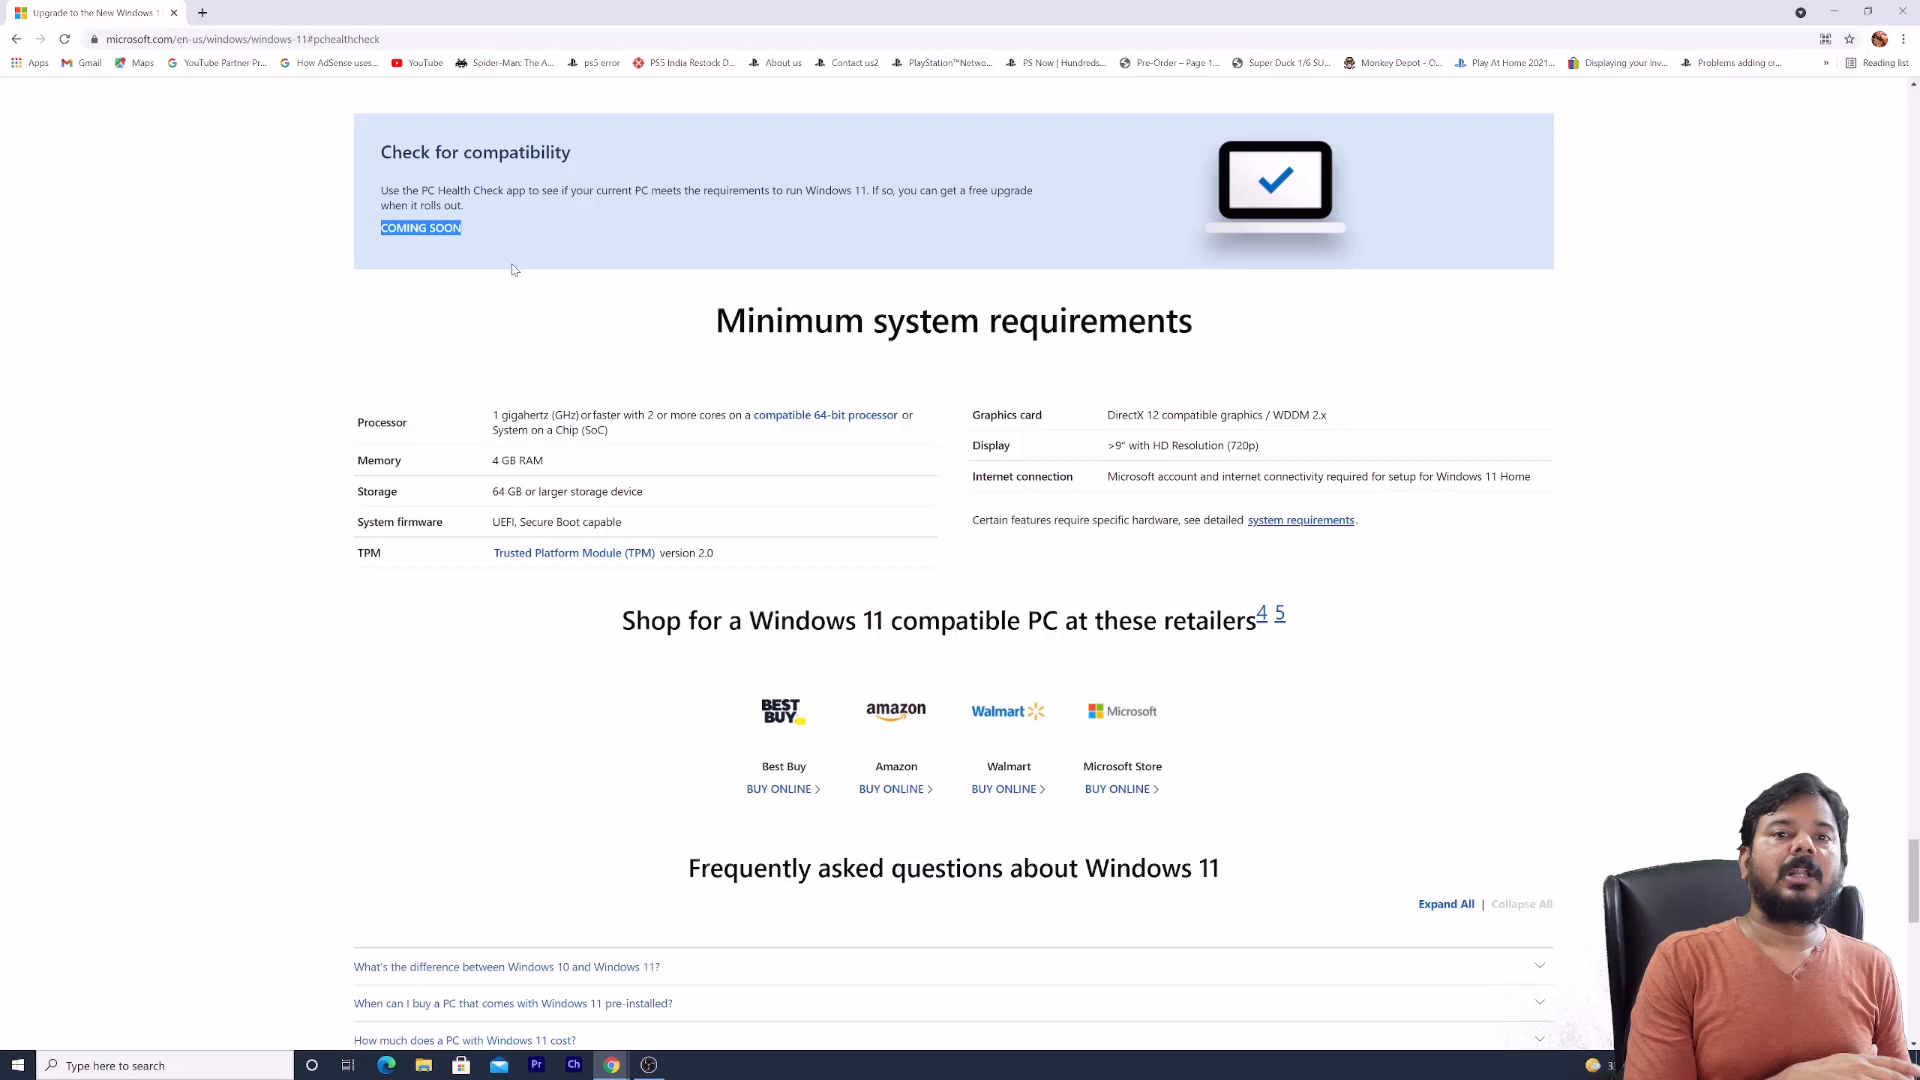 Upgrade to the New Windows 1
microsoft.com/en-us/windows/windows-11#pchealthcheck
Apps
Gmail
Maps
YouTube Partner Pr...
How AdSense uses...
YouTube
Spider-Man: The A...
ps5 error
PS5 India Restock D...
About us
Contact us2
PlayStation™Netwo...
PS Now | Hundreds...
Pre-Order – Page 1...
Super Duck 1/6 SU...
Monkey Depot - O...
Play At Home 2021...
Displaying your inv...
Problems adding cr...
»
Reading list
Check for compatibility
Use the PC Health Check app to see if your current PC meets the requirements to run Windows 11. If so, you can get a free upgrade
when it rolls out.
COMING SOON
Minimum system requirements
Processor
1 gigahertz (GHz) or faster with 2 or more cores on a compatible 64-bit processor or
System on a Chip (SoC)
Memory
4 GB RAM
Storage
64 GB or larger storage device
System firmware
UEFI, Secure Boot capable
TPM
Trusted Platform Module (TPM) version 2.0
Graphics card
DirectX 12 compatible graphics / WDDM 2.x
Display
>9" with HD Resolution (720p)
Internet connection
Microsoft account and internet connectivity required for setup for Windows 11 Home
Certain features require specific hardware, see detailed system requirements.
Shop for a Windows 11 compatible PC at these retailers 4 5
BEST
BUY
amazon
Walmart
Microsoft
Best Buy
Amazon
Walmart
Microsoft Store
BUY ONLINE >
BUY ONLINE >
BUY ONLINE >
BUY ONLINE >
Frequently asked questions about Windows 11
Expand All | Collapse All
What's the difference between Windows 10 and Windows 11?
When can I buy a PC that comes with Windows 11 pre-installed?
How much does a PC with Windows 11 cost?
Type here to search
Pr
Ch